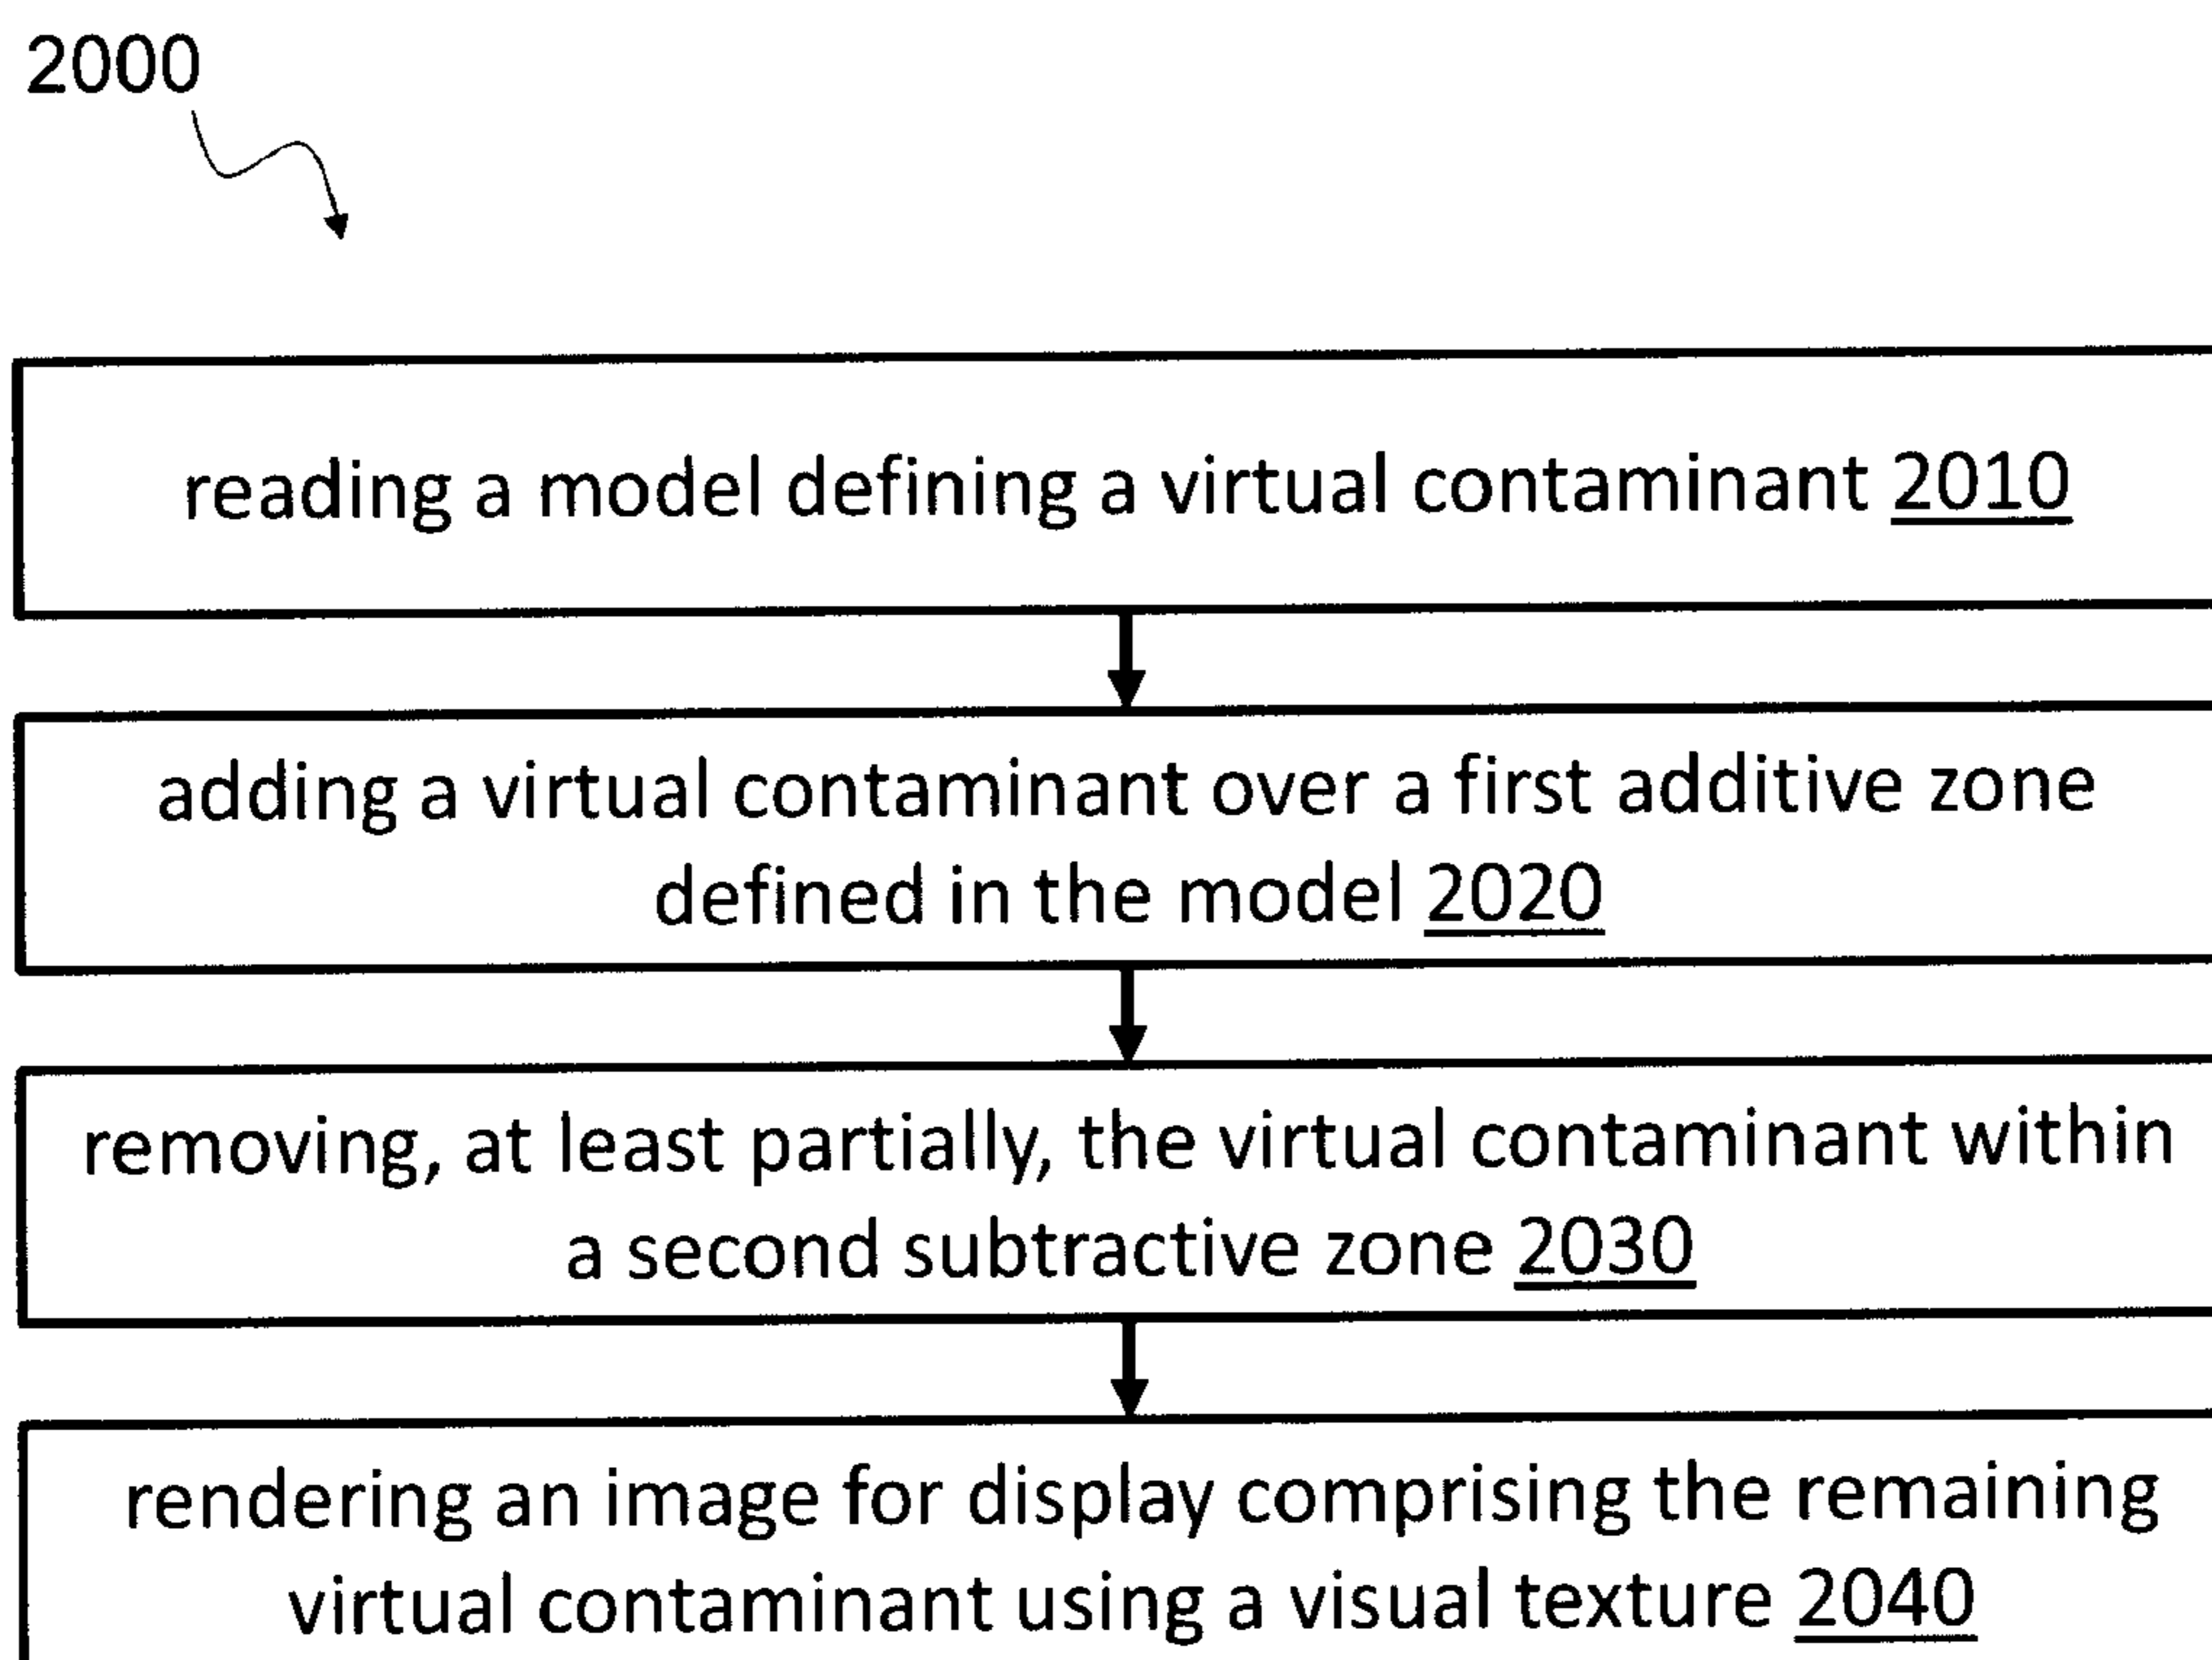 2000
reading a model defining a virtual contaminant 2010
adding a virtual contaminant over a first additive zone
defined in the model 2020
removing, at least partially, the virtual contaminant within
a second subtractive zone 2030
rendering an image for display comprising the remaining
virtual contaminant using a visual texture 2040